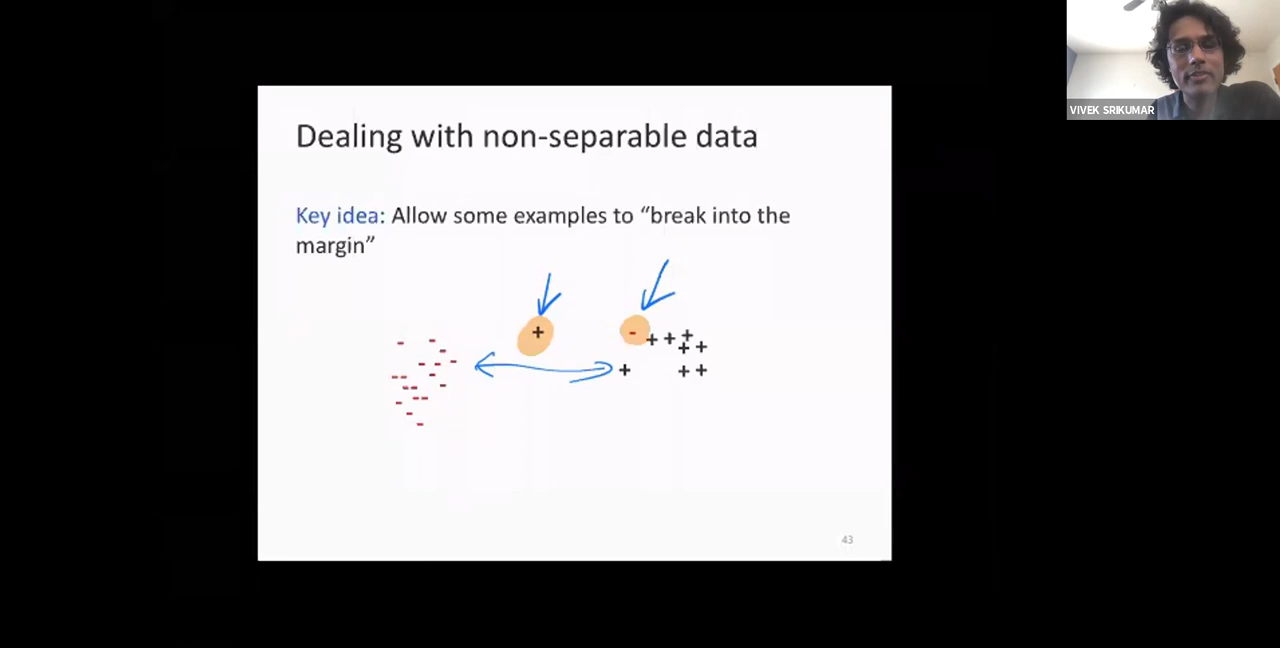 VIVEK SRIKUMAR
Dealing with non-separable data
Key idea: Allow some examples to “break into the
margin”
43